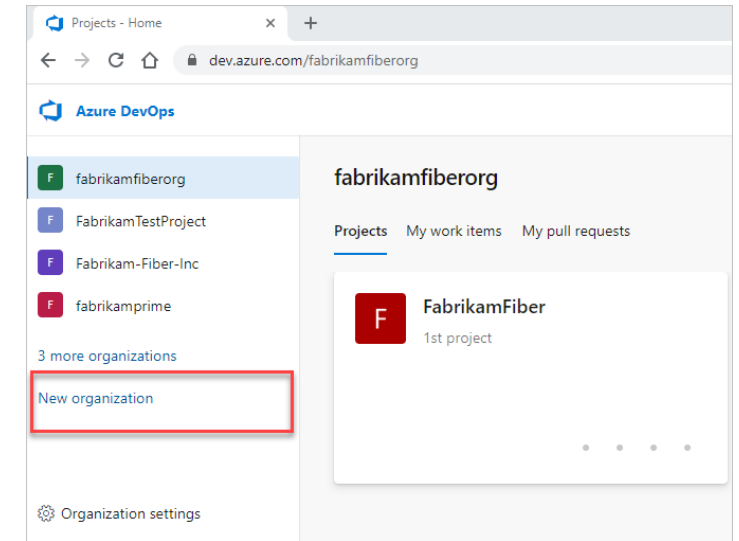 Projects - Home
dev.azure.com/fabrikamfiberorg
Azure DevOps
F fabrikamfiberorg
F FabrikamTestProject
F Fabrikam-Fiber-Inc
F fabrikamprime
3 more organizations
New organization
Organization settings
fabrikamfiberorg
Projects My work items My pull requests
F FabrikamFiber
1st project